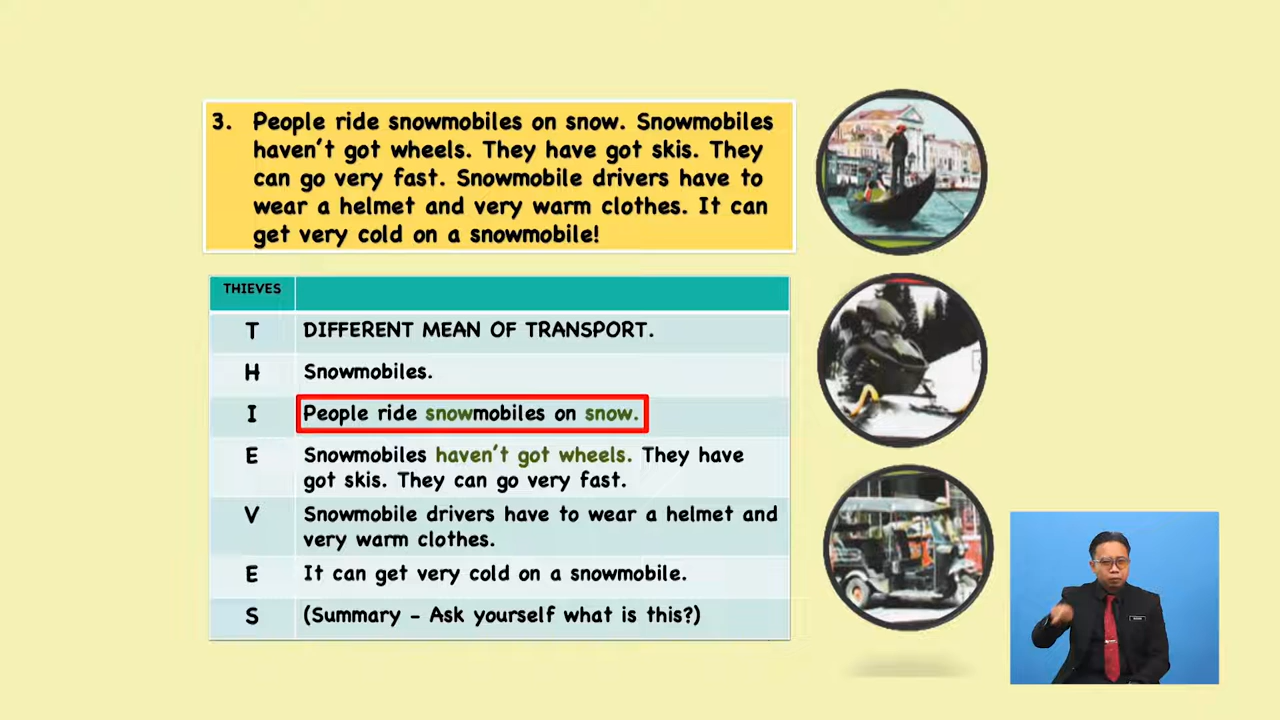 3. People ride snowmobiles on snow. Snowmobiles
haven't got wheels. They have got skis. They
can go very fast. Snowmobile drivers have to
wear a helmet and very warm clothes. It can
get very cold on a snowmobile!
THIEVES
T DIFFERENT MEAN OF TRANSPORT.
H Snowmobiles.
I People ride snowmobiles on snow.
E Snowmobiles haven't got wheels. They have
got skis. They can go very fast.
V Snowmobile drivers have to wear a helmet and
very warm clothes.
E It can get very cold on a snowmobile.
S (Summary - Ask yourself what is this?)